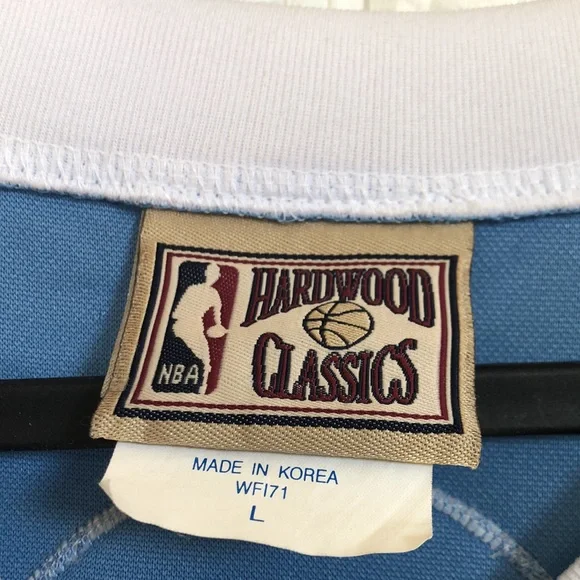 HARDWOOD
CLASSICS
NBA
MADE IN KOREA
WFI71
L